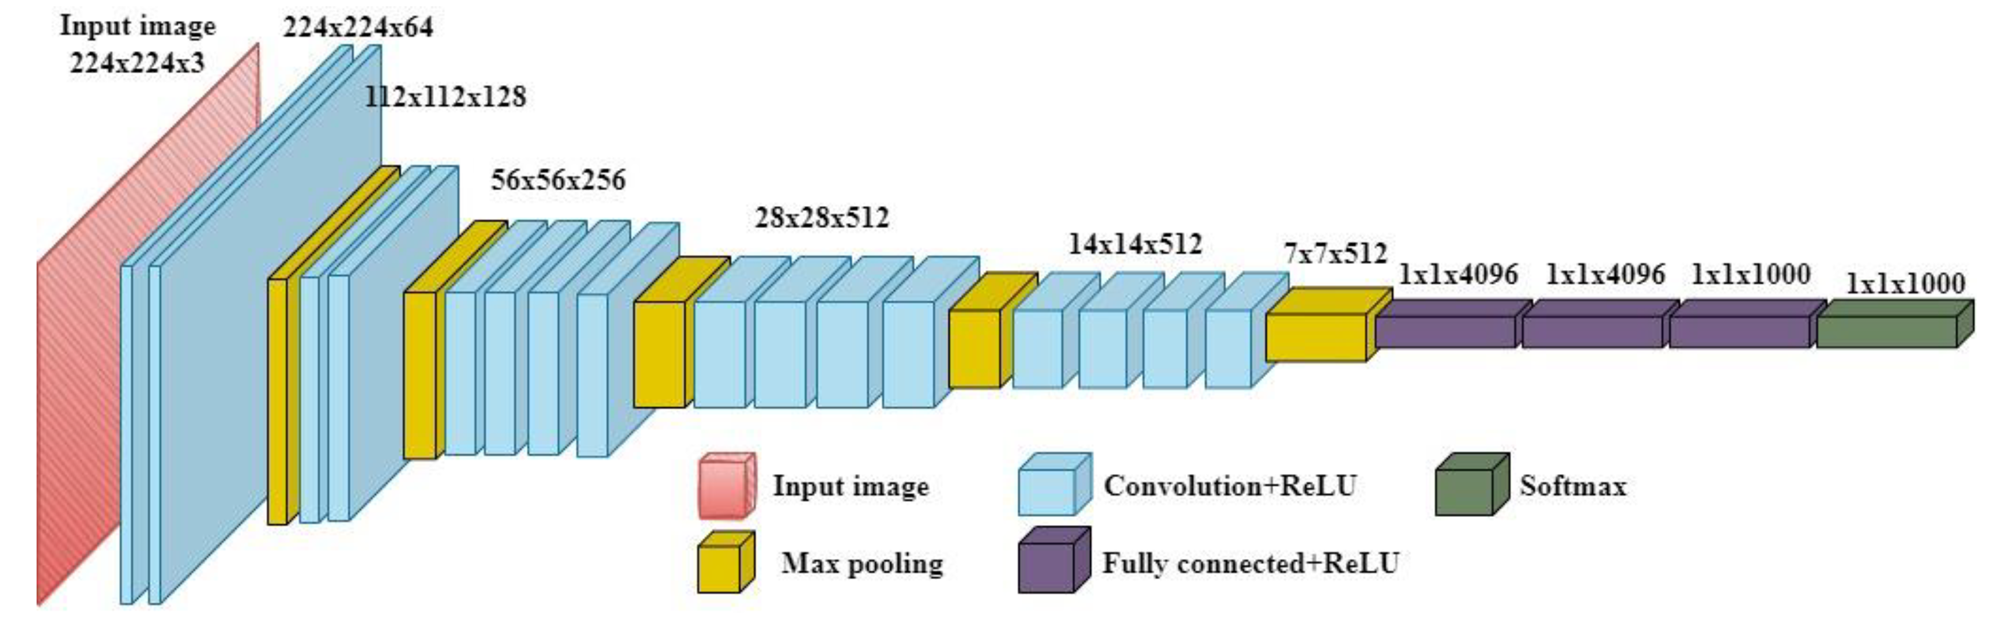 Input image
224x224x3
224x224x64
112x112x128
56x56x256
28x28x512
14x14x512
7x7x512
1x1x4096
1x1x4096
1x1x1000
1x1x1000
Input image
Convolution+ReLU
Softmax
Max pooling
Fully connected+ReLU